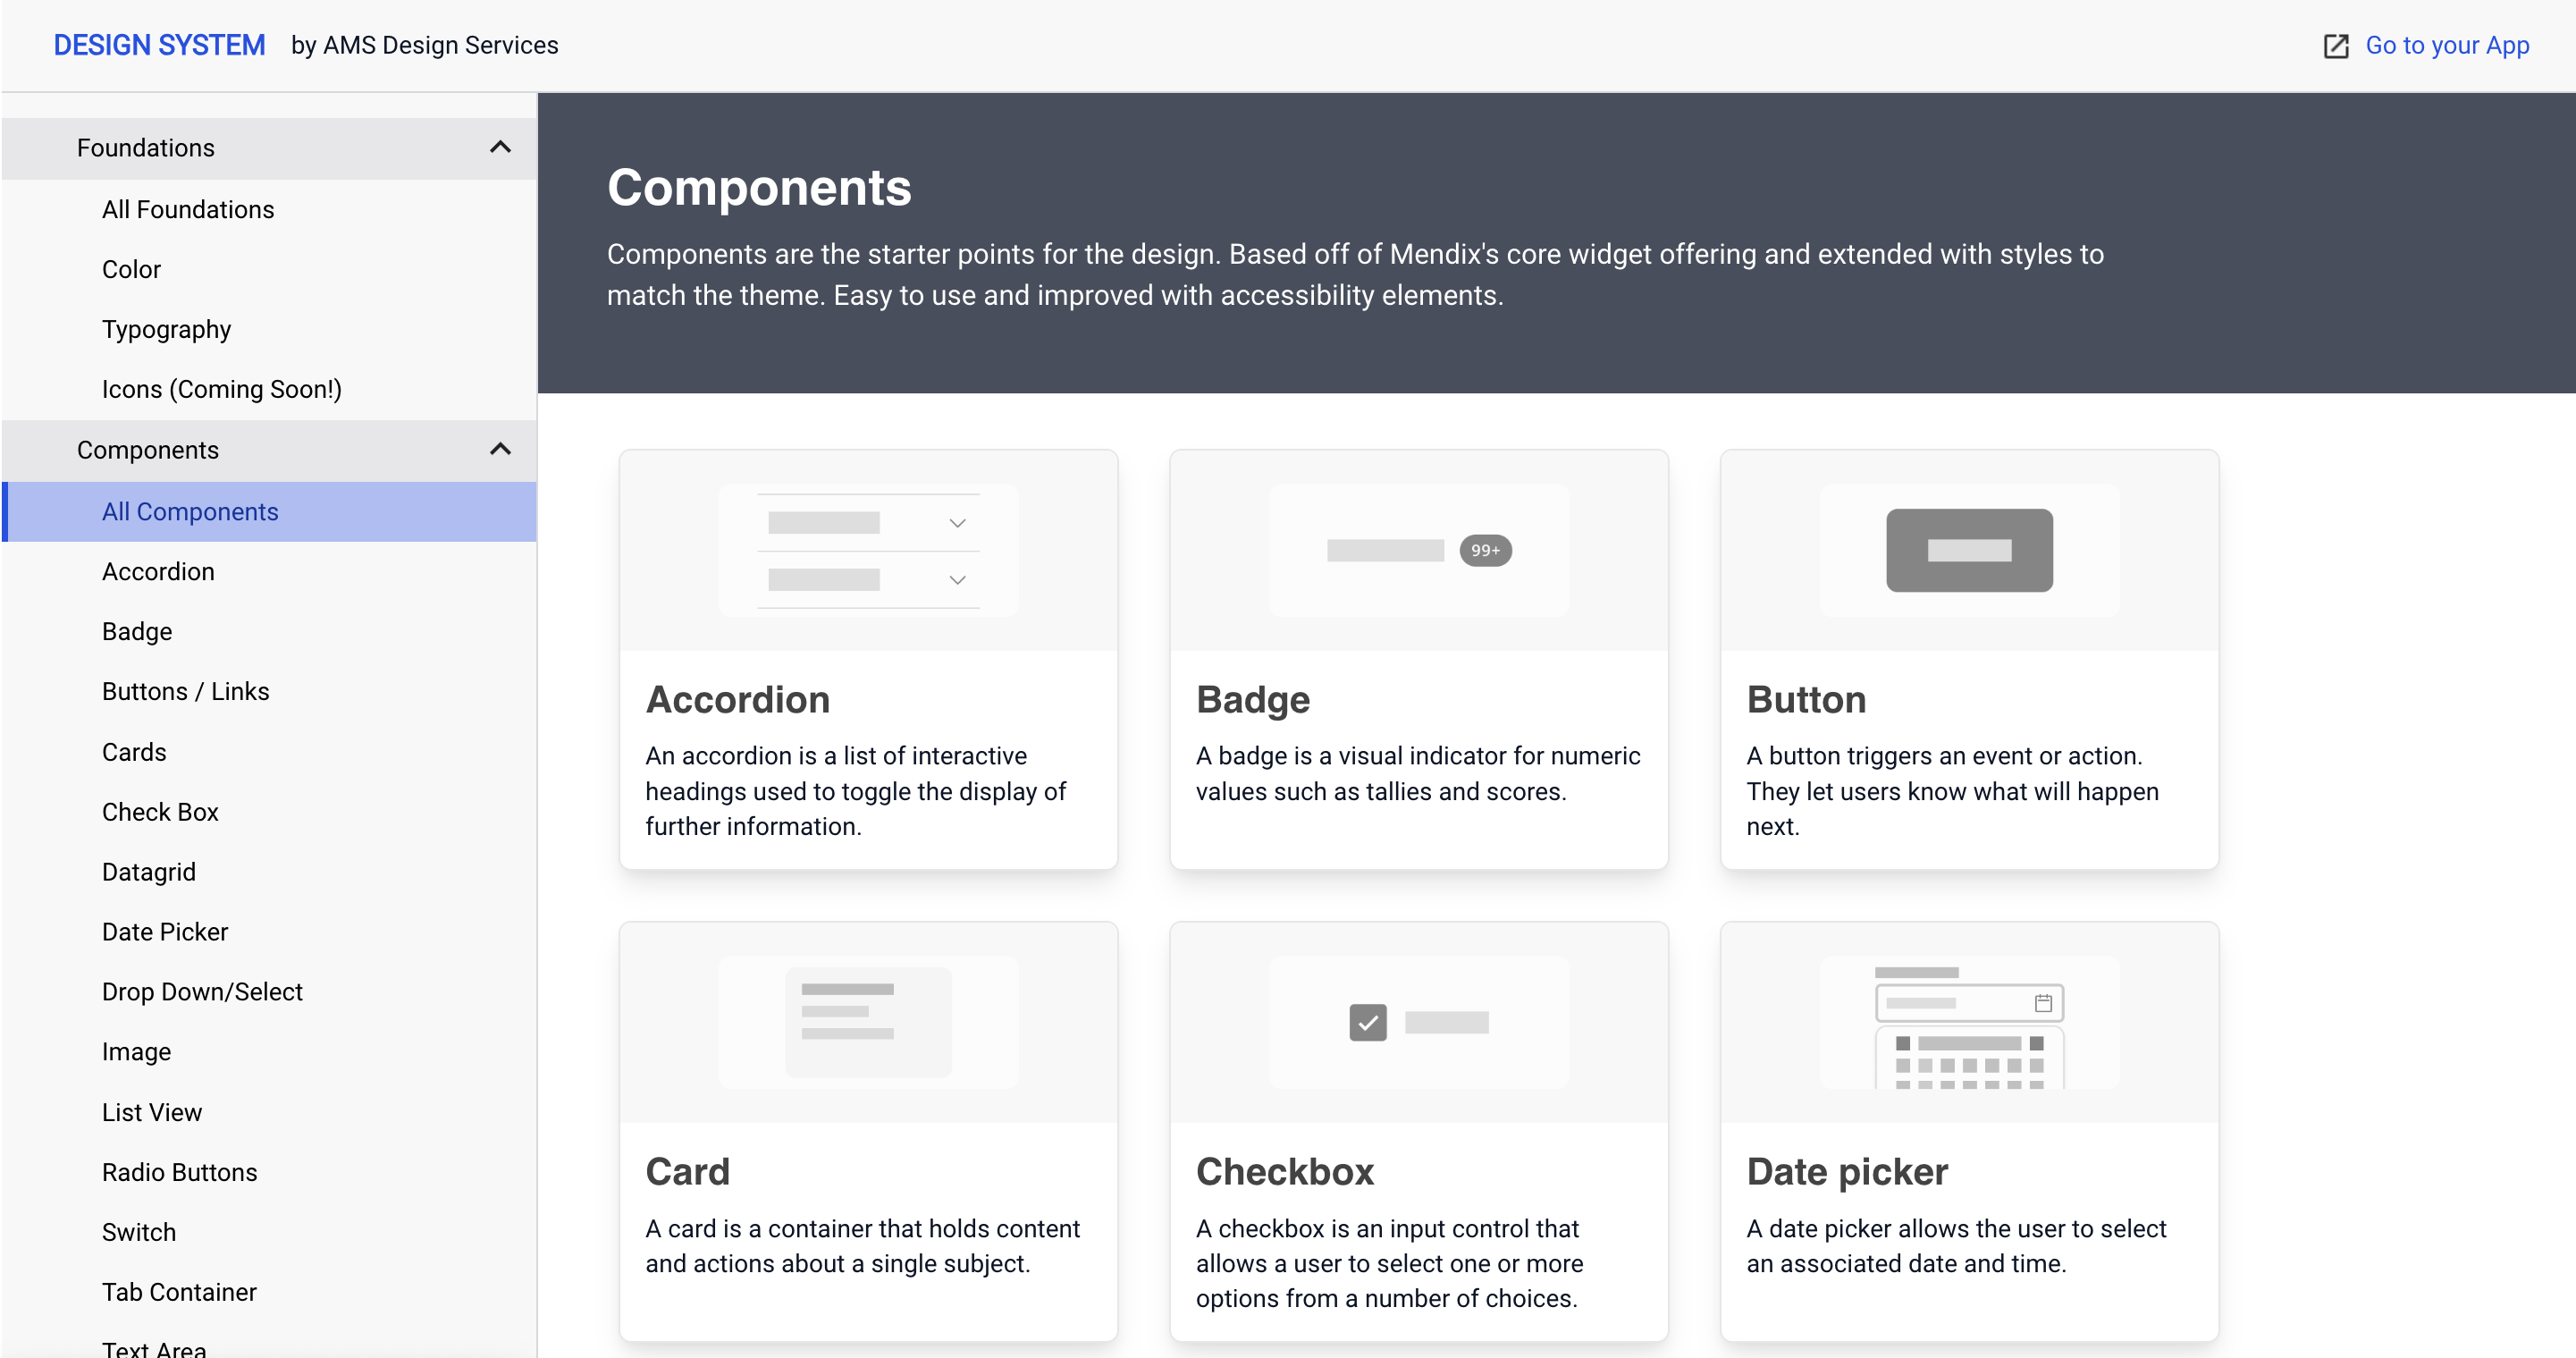 DESIGN SYSTEM by AMS Design Services
Go to your App
Foundations
All Foundations
Color
Typography
Icons (Coming Soon!)
Components
All Components
Accordion
Badge
Buttons / Links
Cards
Check Box
Datagrid
Date Picker
Drop Down/Select
Image
List View
Radio Buttons
Switch
Tab Container
Text Area
Components
Components are the starter points for the design. Based off of Mendix's core widget offering and extended with styles to
match the theme. Easy to use and improved with accessibility elements.
Accordion
An accordion is a list of interactive
headings used to toggle the display of
further information.
99+
Badge
A badge is a visual indicator for numeric
values such as tallies and scores.
Button
A button triggers an event or action.
They let users know what will happen
next.
Card
A card is a container that holds content
and actions about a single subject.
Checkbox
A checkbox is an input control that
allows a user to select one or more
options from a number of choices.
Date picker
A date picker allows the user to select
an associated date and time.